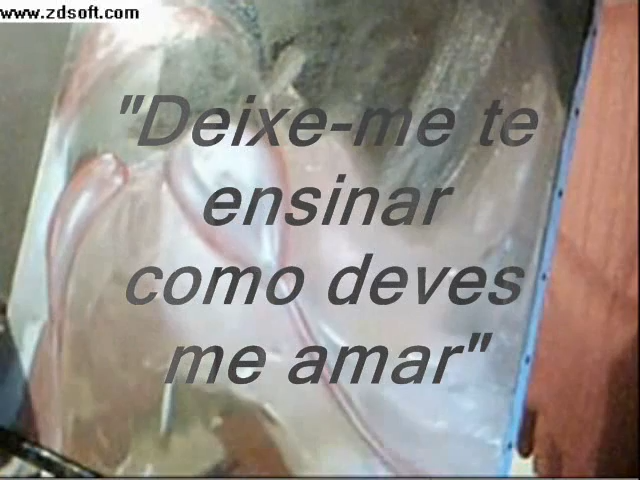 www.zdsoft.com
"Deixe-me te
ensinar
como deves
me amar"